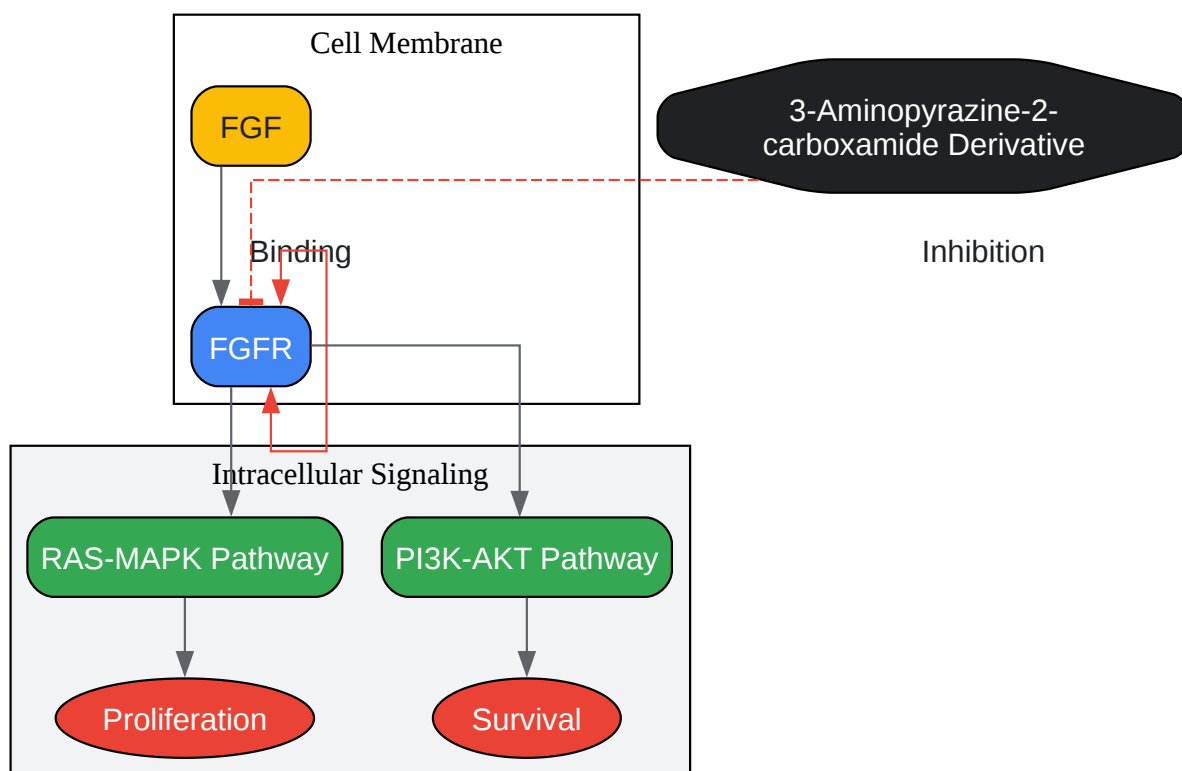 Cell Membrane
FGF
3-Aminopyrazine-2-
carboxamide Derivative
Binding
Inhibition
FGFR
Intracellular Signaling
RAS-MAPK Pathway
PI3K-AKT Pathway
Proliferation
Survival